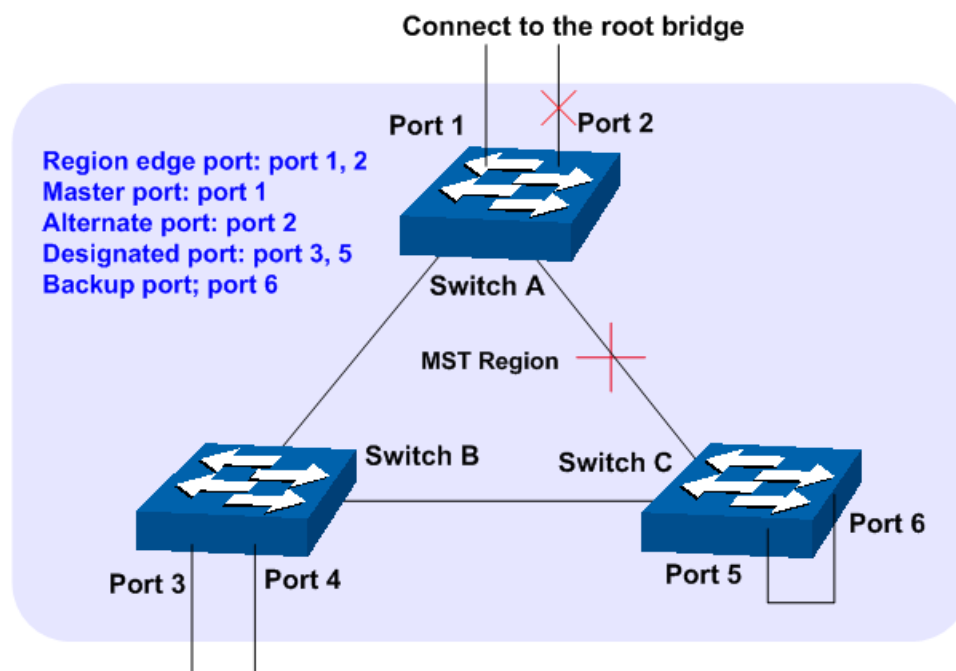 Connect to the root bridge
Port 1
Port 2
Region edge port: port 1, 2
Master port: port 1
Alternate port: port 2
Designated port: port 3, 5
Backup port; port 6
Switch A
MST Region
Switch B
Switch C
Port 6
Port 5
Port 3
Port 4